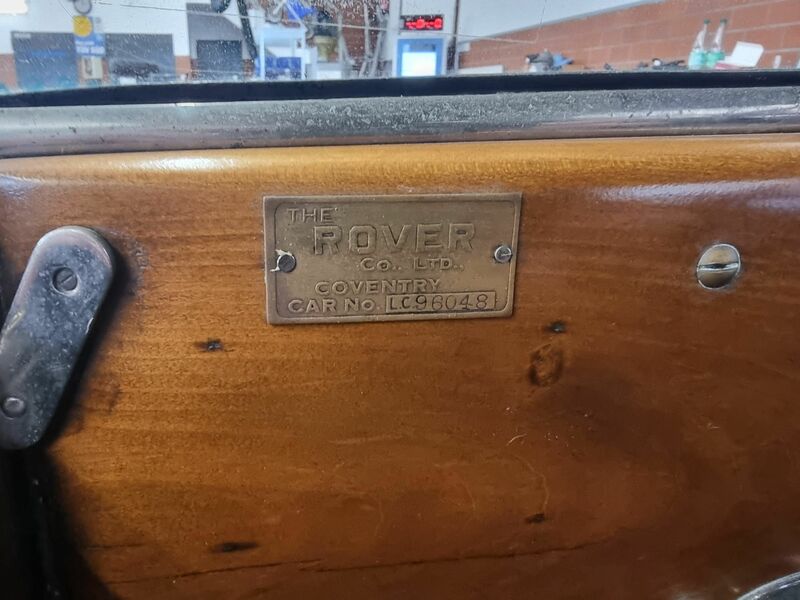 THE
ROVER
Co., LTD.,
COVENTRY
CAR No. LC96048